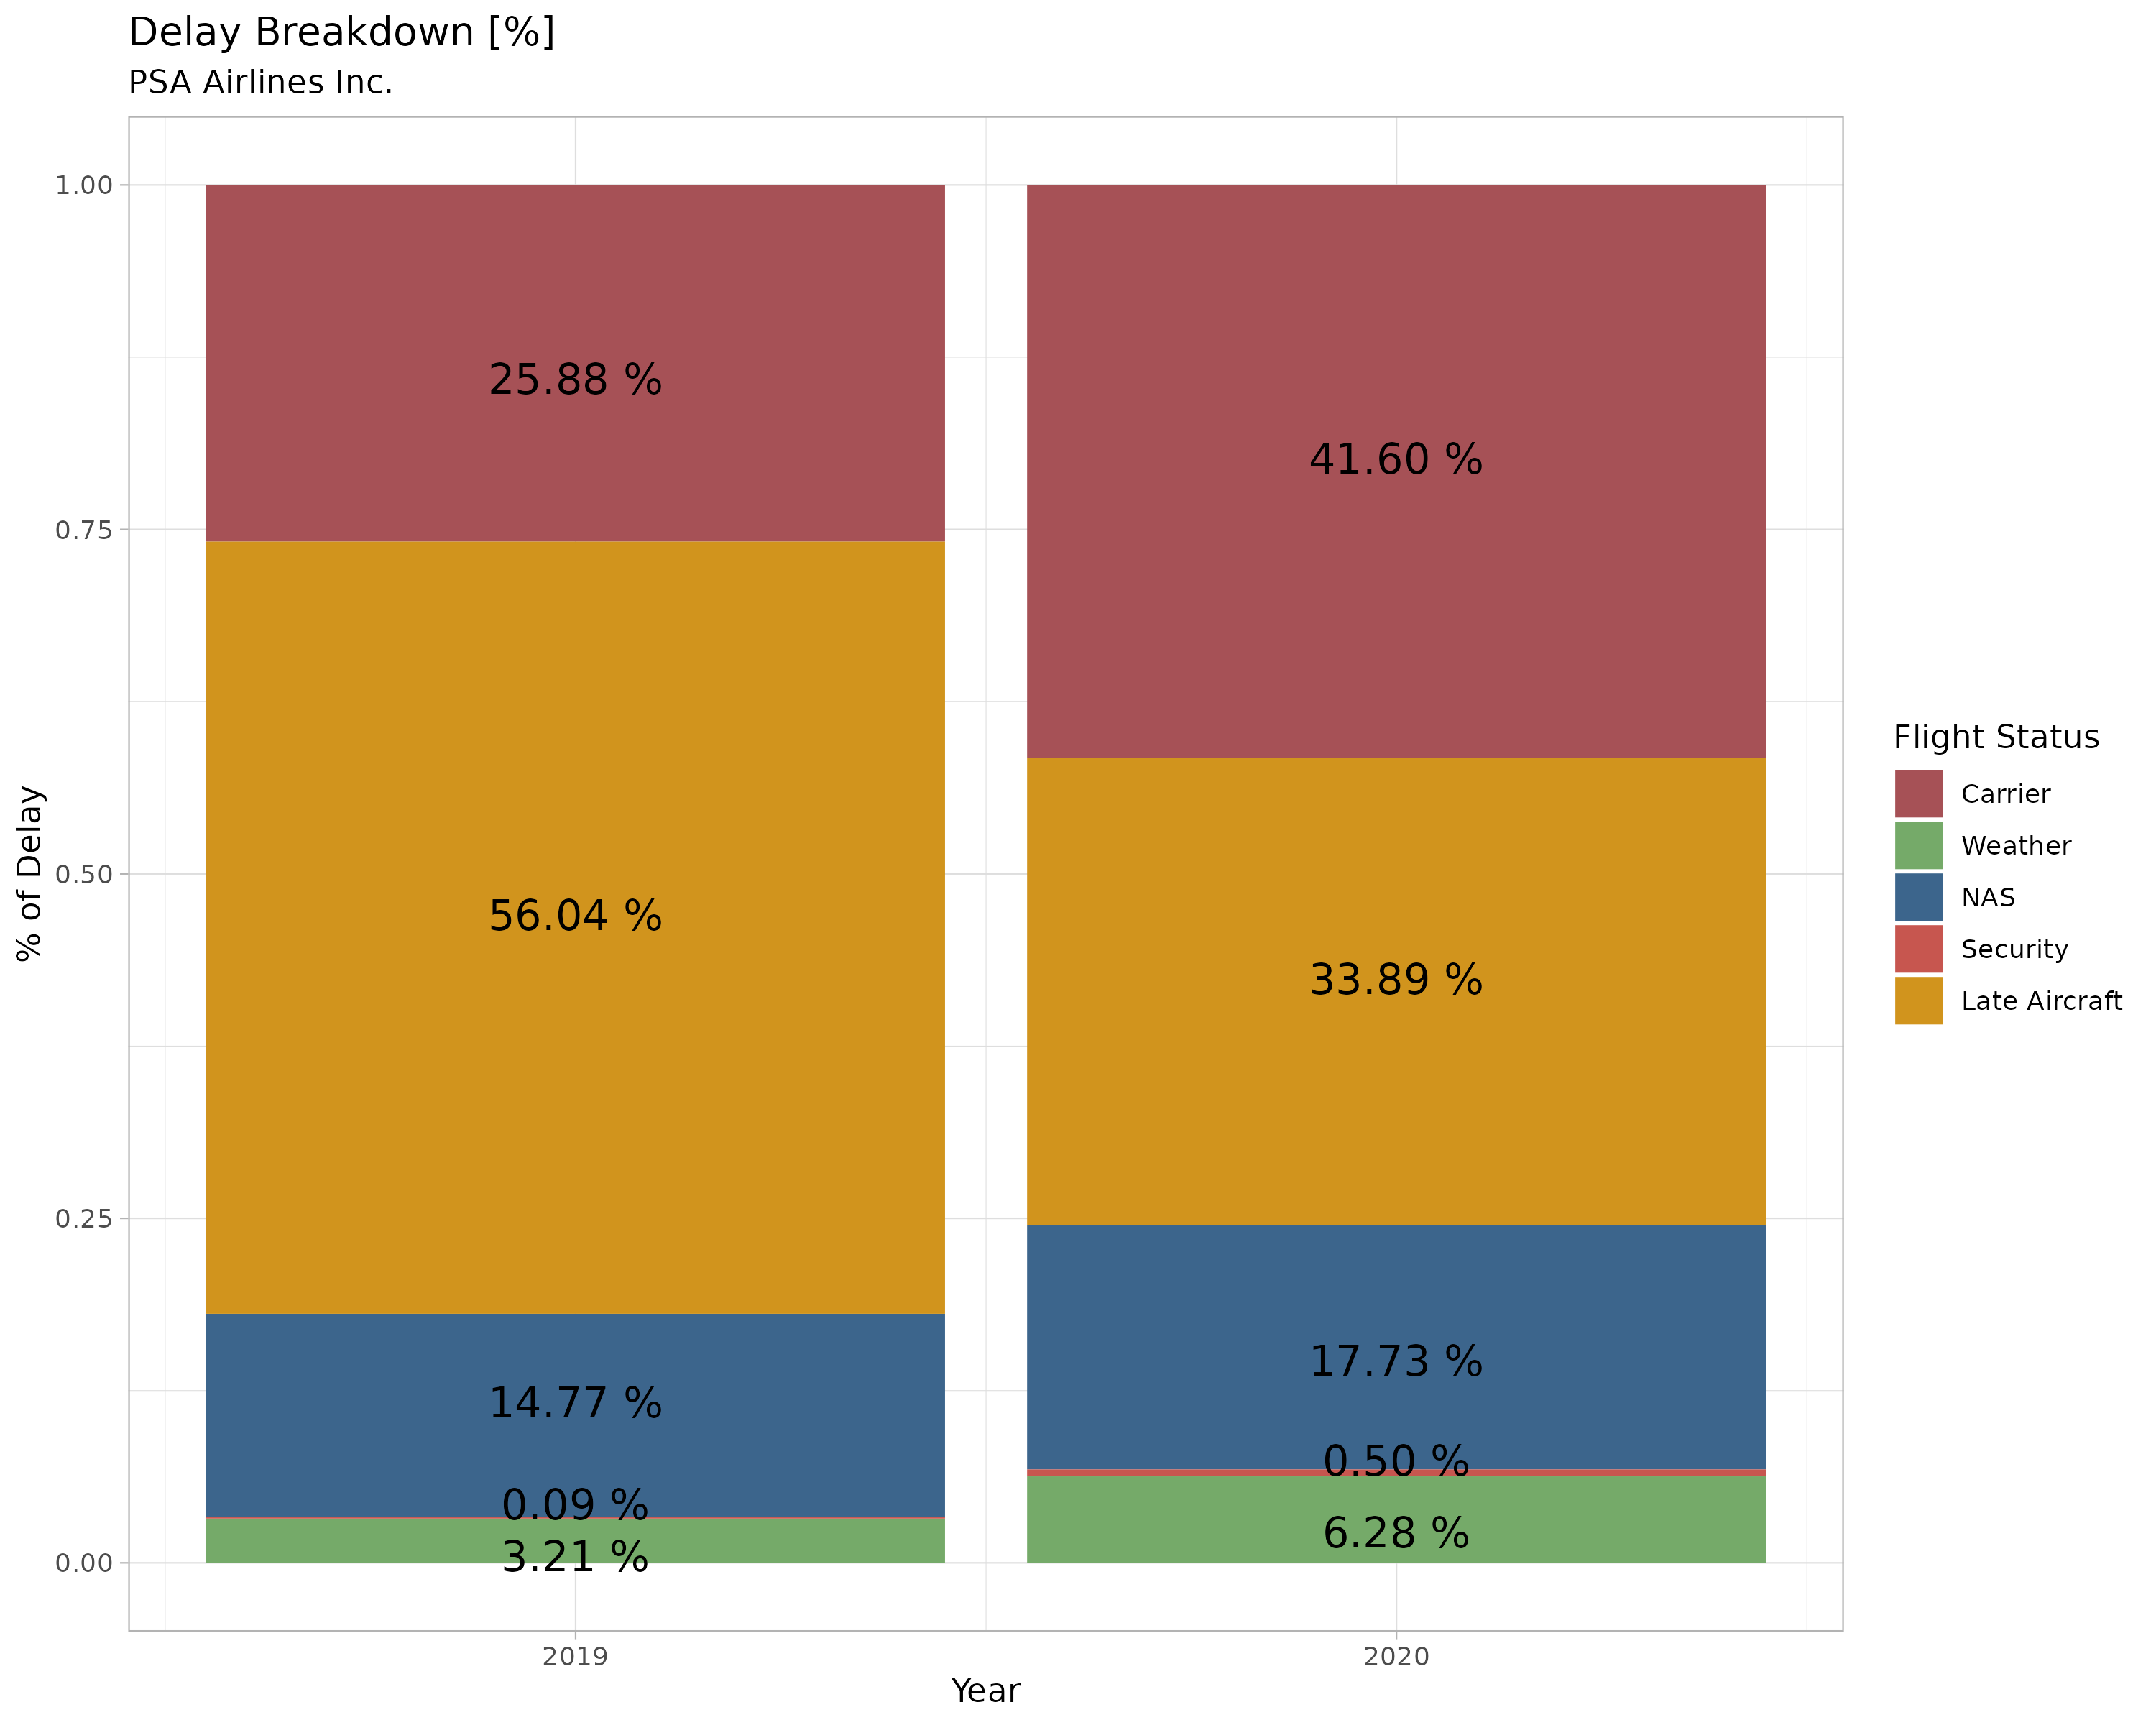 Delay Breakdown [%]
PSA Airlines Inc.
1.00
0.75
0.50
0.25
0.00
% of Delay
25.88 %
56.04 %
14.77 %
0.09 %
3.21 %
41.60 %
33.89 %
17.73 %
0.50 %
6.28 %
2019
2020
Year
Flight Status
Carrier
Weather
NAS
Security
Late Aircraft